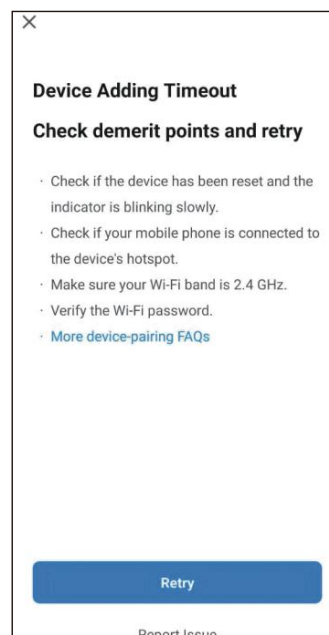 Device Adding Timeout
Check demerit points and retry
· Check if the device has been reset and the
indicator is blinking slowly.
· Check if your mobile phone is connected to
the device's hotspot.
· Make sure your Wi-Fi band is 2.4 GHz.
· Verify the Wi-Fi password.
· More device-pairing FAQs
Retry
Report Issue